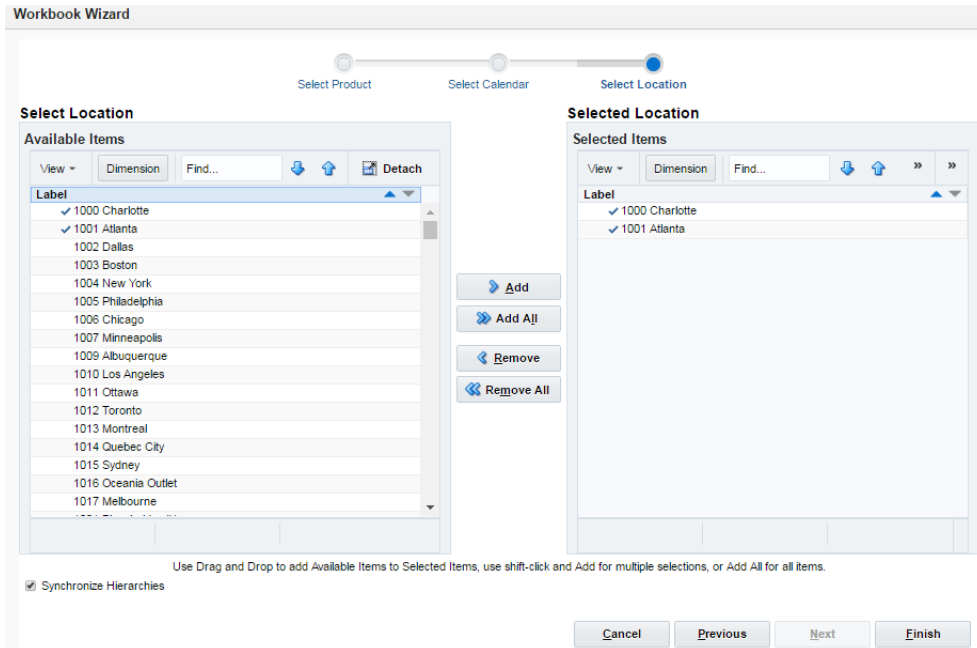 Workbook Wizard
Select Product Select Calendar Select Location
Select Location
Available Items
View Dimension Find... Detach
Label
1000 Charlotte
1001 Atlanta
1002 Dallas
1003 Boston
1004 New York
1005 Philadelphia
1006 Chicago
1007 Minneapolis
1009 Albuquerque
1010 Los Angeles
1011 Ottawa
1012 Toronto
1013 Montreal
1014 Quebec City
1015 Sydney
1016 Oceania Outlet
1017 Melbourne
Add
Add All
Remove
Remove All
Selected Location
Selected Items
View Dimension Find... » »
Label
1000 Charlotte
1001 Atlanta
Use Drag and Drop to add Available Items to Selected Items, use shift-click and Add for multiple selections, or Add All for all items.
Synchronize Hierarchies
Cancel Previous Next Finish